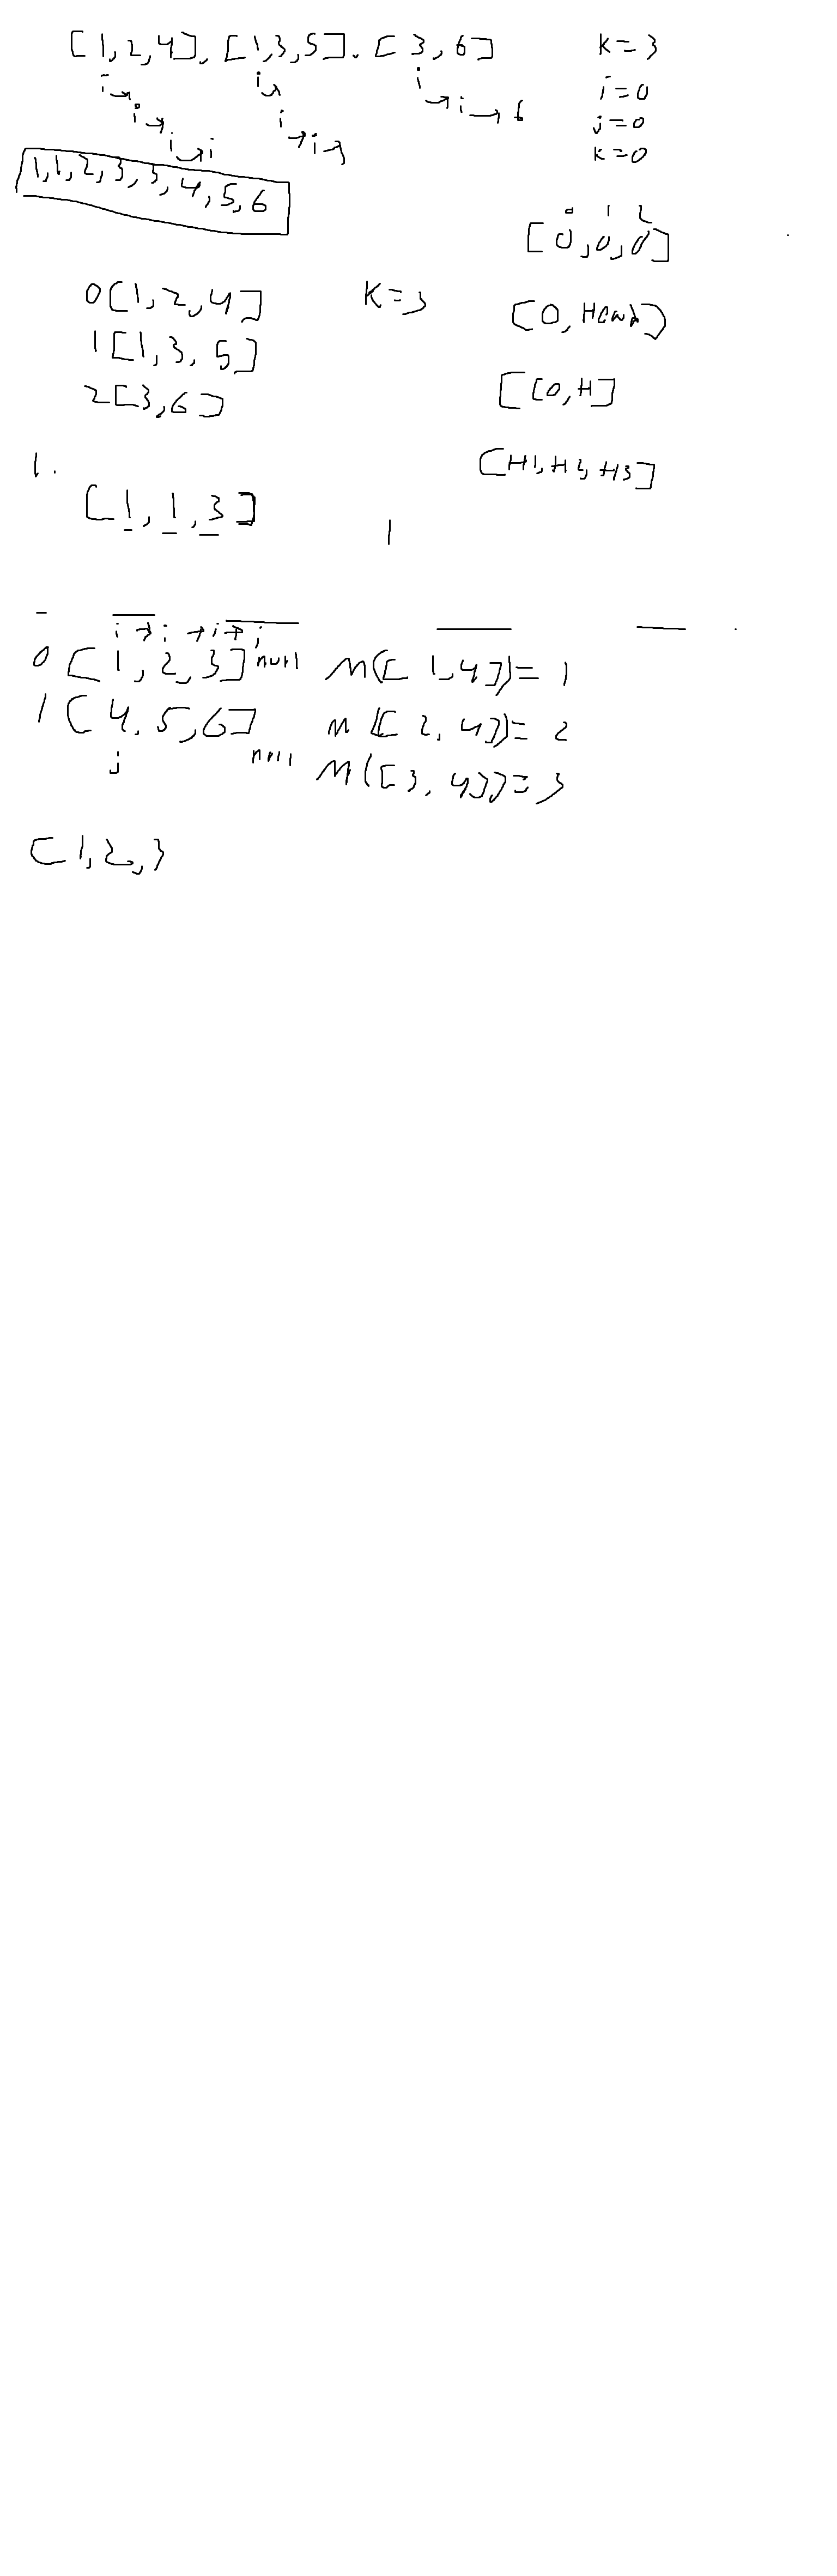 [1,2,4], [1,3,5], [3,6] K=3
i→ i→ i→i→6 i=0
i→ i→i→ j=0
i→i K=0
1,1,2,3,3,4,5,6
0 1 2
[0,0,0]
0[1,2,4] K=3 [0, Head]
1[1,3,5]
2[3,6] [[0,H]
1. [H1,H2,H3]
[1,1,3] 1
i→i→i→i
0 [1,2,3] null M([1,4])=1
1 [4,5,6] null M([2,4])=2
j M([3,4])=3
[1,2,3